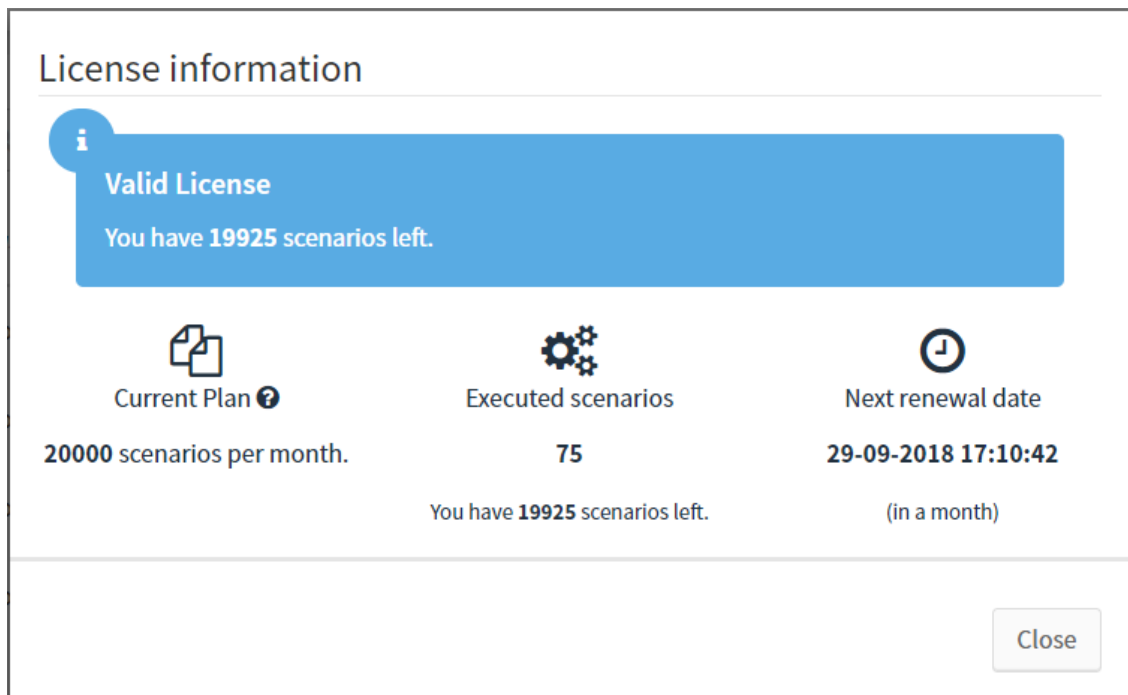 License information
i
Valid License
You have 19925 scenarios left.
Current Plan ?
Executed scenarios
Next renewal date
20000 scenarios per month.
75
29-09-2018 17:10:42
You have 19925 scenarios left.
(in a month)
Close